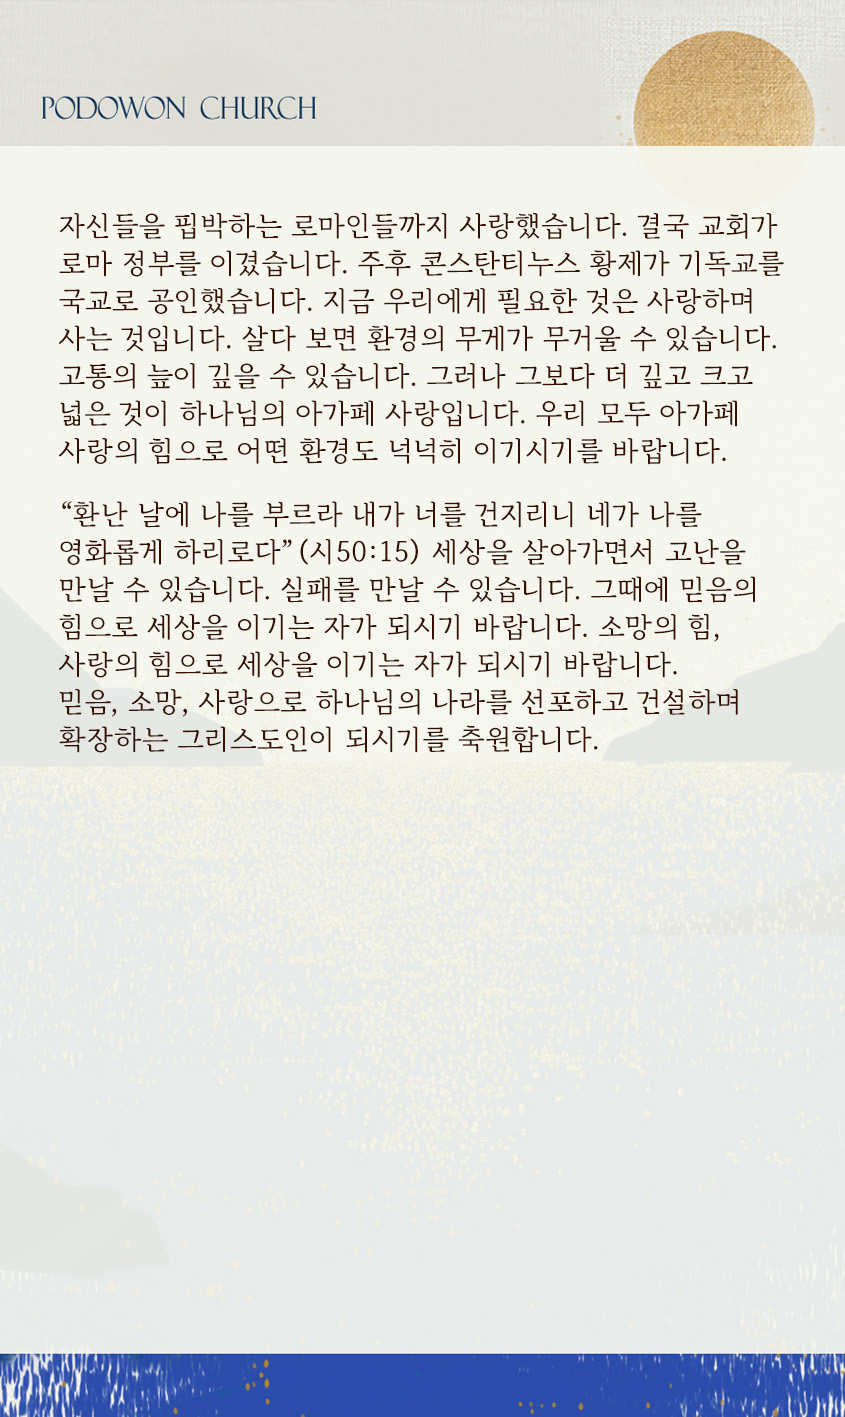 PODOWON CHURCH
자신들을 핍박하는 로마인들까지 사랑했습니다. 결국 교회가
로마 정부를 이겼습니다. 주후 콘스탄티누스 황제가 기독교를
국교로 공인했습니다. 지금 우리에게 필요한 것은 사랑하며
사는 것입니다. 살다 보면 환경의 무게가 무거울 수 있습니다.
고통의 늪이 깊을 수 있습니다. 그러나 그보다 더 깊고 크고
넓은 것이 하나님의 아가페 사랑입니다. 우리 모두 아가페
사랑의 힘으로 어떤 환경도 넉넉히 이기시기를 바랍니다.
“환난 날에 나를 부르라 내가 너를 건지리니 네가 나를
영화롭게 하리로다” (시50:15) 세상을 살아가면서 고난을
만날 수 있습니다. 실패를 만날 수 있습니다. 그때에 믿음의
힘으로 세상을 이기는 자가 되시기 바랍니다. 소망의 힘,
사랑의 힘으로 세상을 이기는 자가 되시기 바랍니다.
믿음, 소망, 사랑으로 하나님의 나라를 선포하고 건설하며
확장하는 그리스도인이 되시기를 축원합니다.